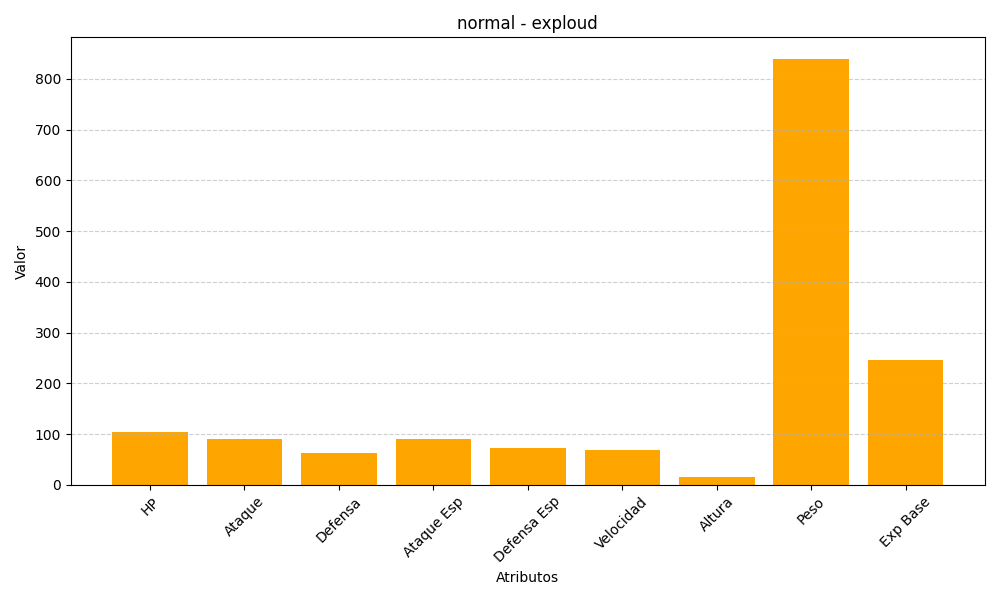 normal - exploud
Valor
800
700
600
500
400
300
200
100
0
HP
Ataque
Defensa
Ataque Esp
Defensa Esp
Velocidad
Altura
Peso
Exp Base
Atributos